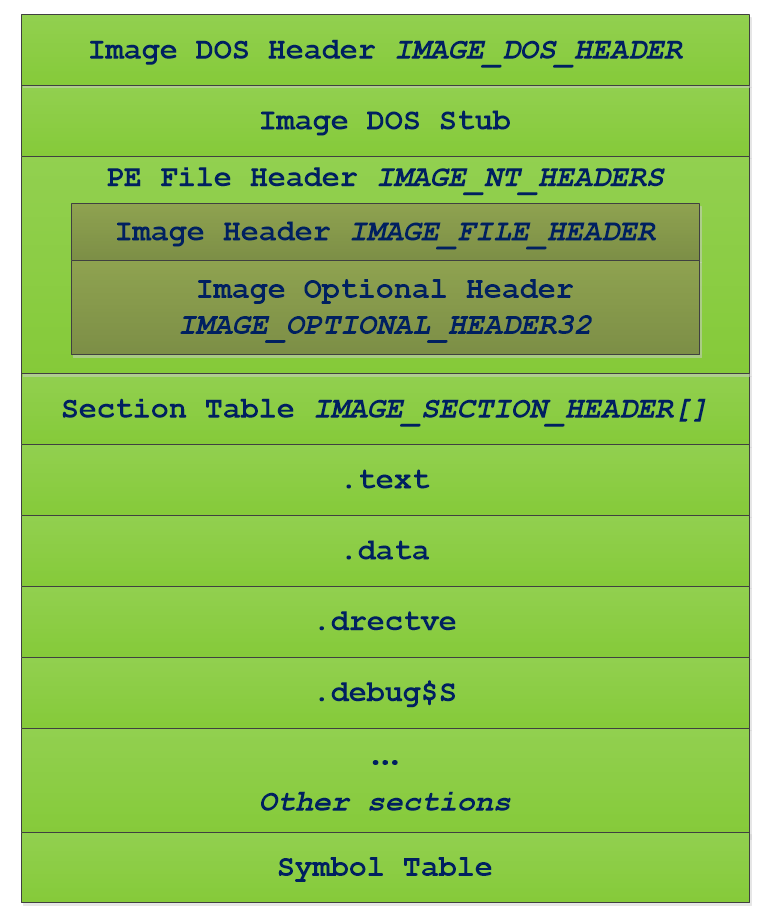 Image DOS Header IMAGE_DOS_HEADER
Image DOS Stub
PE File Header IMAGE_NT_HEADERS
Image Header IMAGE_FILE_HEADER
Image Optional Header
IMAGE_OPTIONAL_HEADER32
Section Table IMAGE_SECTION_HEADER[]
.text
.data
.drectve
.debug$S
…
Other sections
Symbol Table